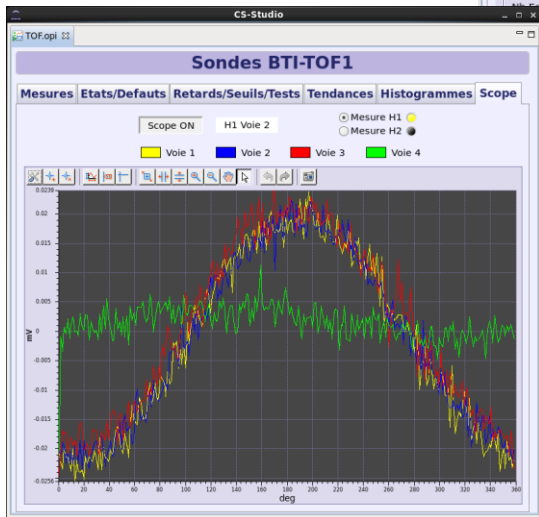 CS-Studio
TOF.opi
Sondes BTI-TOF1
Mesures Etats/Defauts Retards/Seuils/Tests Tendances Histogrammes Scope
Scope ON
H1 Voie 2
Mesure H1
Mesure H2
Voie 1 Voie 2 Voie 3 Voie 4
0.0239
0.02
0.015
0.01
0.005
0
-0.005
-0.01
-0.015
-0.02
-0.0256
mV
0 20 40 60 80 100 120 140 160 180 200 220 240 260 280 300 320 340 360
deg